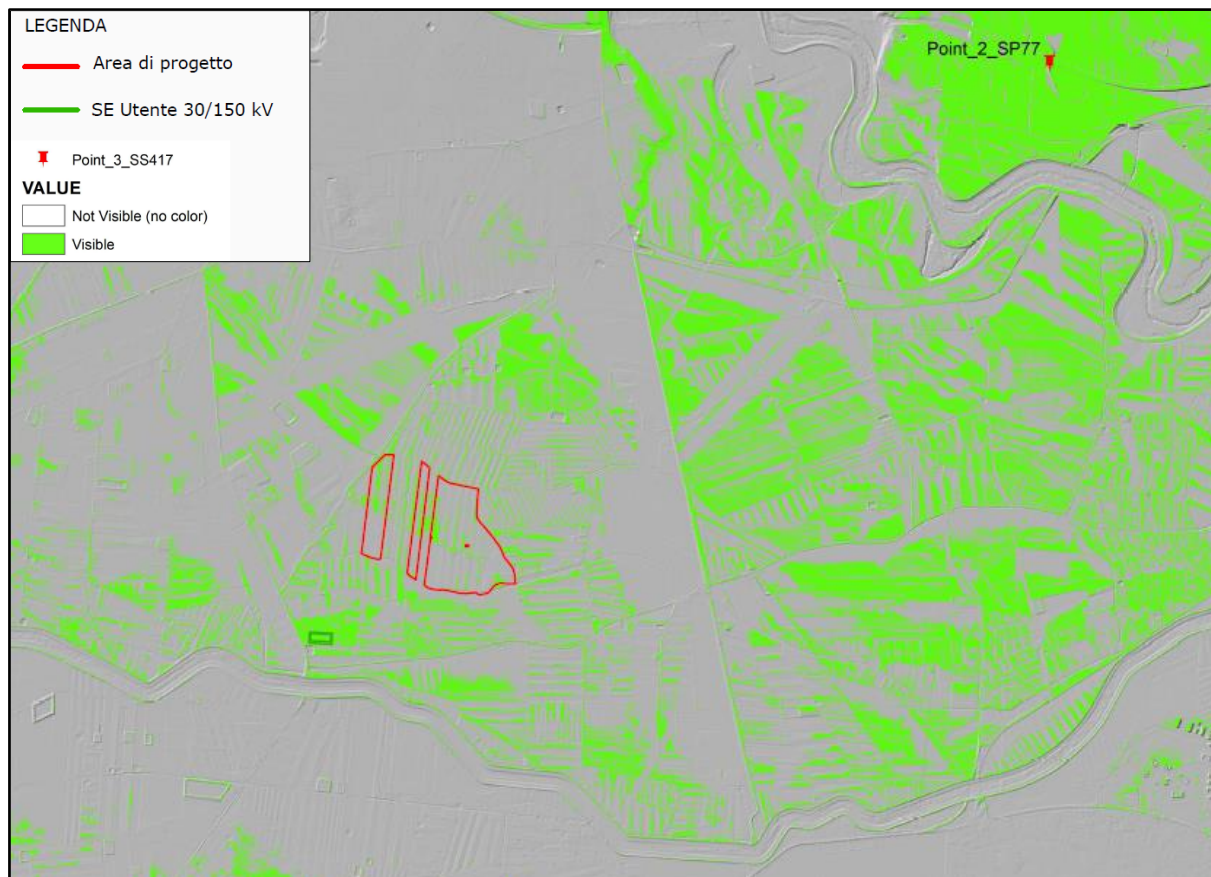 LEGENDA
Area di progetto
SE Utente 30/150 kV
Point_3_SS417
VALUE
Not Visible (no color)
Visible
Point_2_SP77